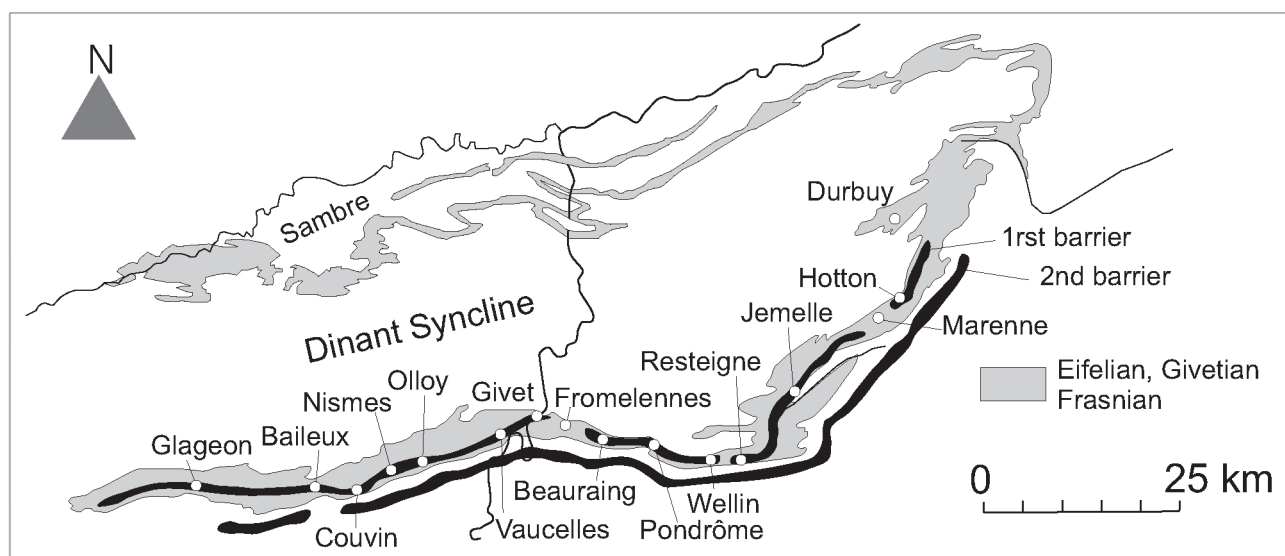 N
Sambre
Durbuy
1rst barrier
2nd barrier
Hotton
Dinant Syncline
Jemelle
Marenne
Resteigne
Olloy
Givet
Eifelian, Givetian
Frasnian
Nismes
Fromelennes
Glageon
Baileux
Beauraing
Wellin
Couvin
Vaucelles
Pondrôme
0
25 km